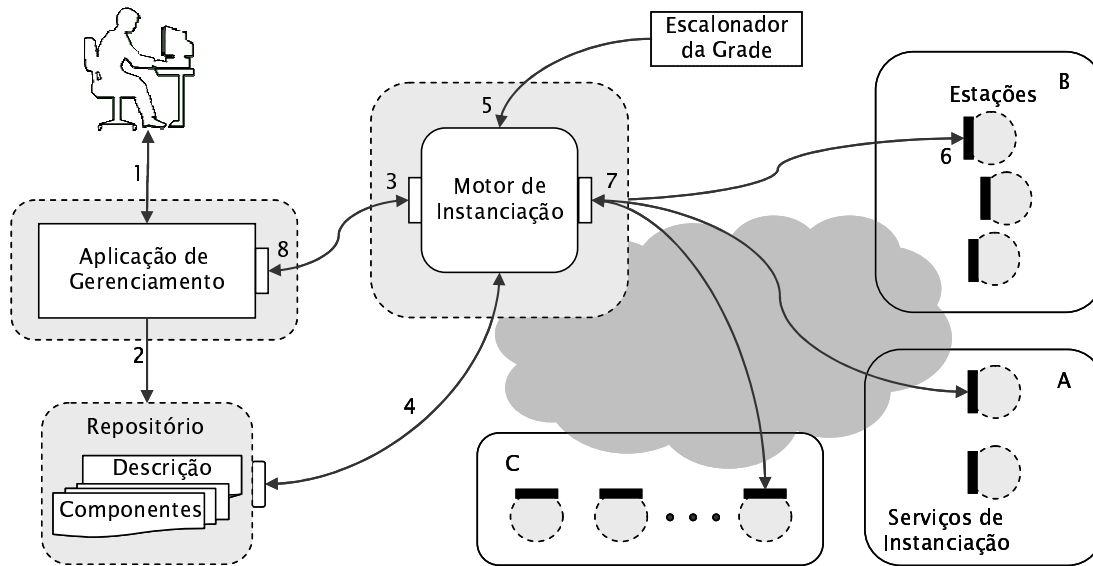 Escalonador
da Grade
B
Estações
5
6
1
3
7
Motor de
Instanciação
8
Aplicação de
Gerenciamento
2
A
4
Repositório
C
Descrição
Componentes
Serviços de
Instanciação